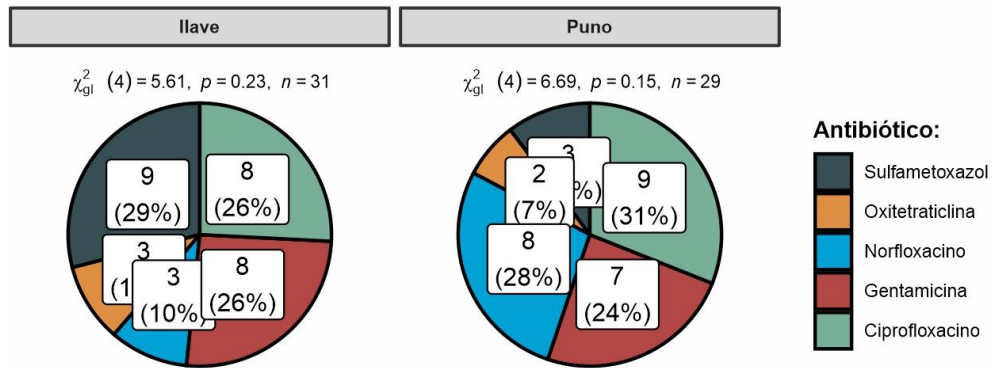 Ilave
χ²gl (4) = 5.61, p = 0.23, n = 31
9
(29%)
8
(26%)
3
3
(10%)
8
(26%)
Puno
χ²gl (4) = 6.69, p = 0.15, n = 29
3
2
(7%)
9
(31%)
8
(28%)
7
(24%)
Antibiótico:
Sulfametoxazol
Oxitetraticlina
Norfloxacino
Gentamicina
Ciprofloxacino